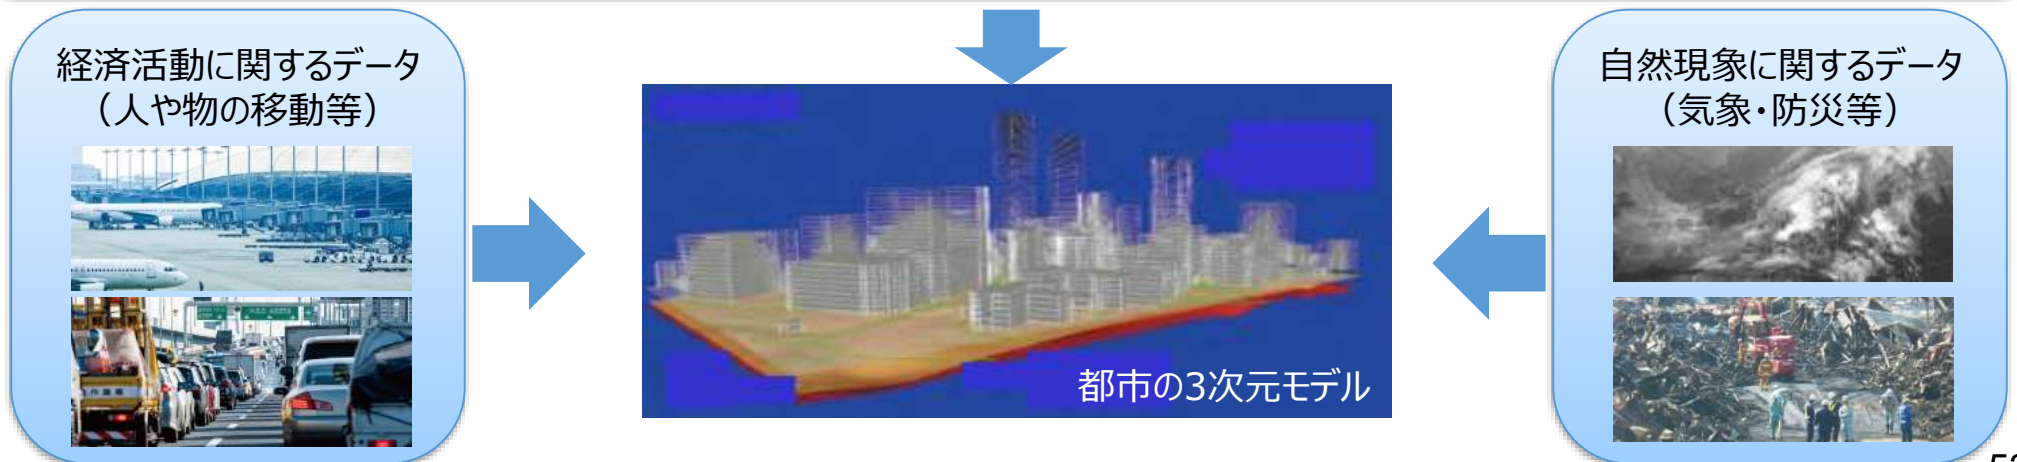 経済活動に関するデータ
（人や物の移動等）
都市の3次元モデル
自然現象に関するデータ
（気象・防災等）